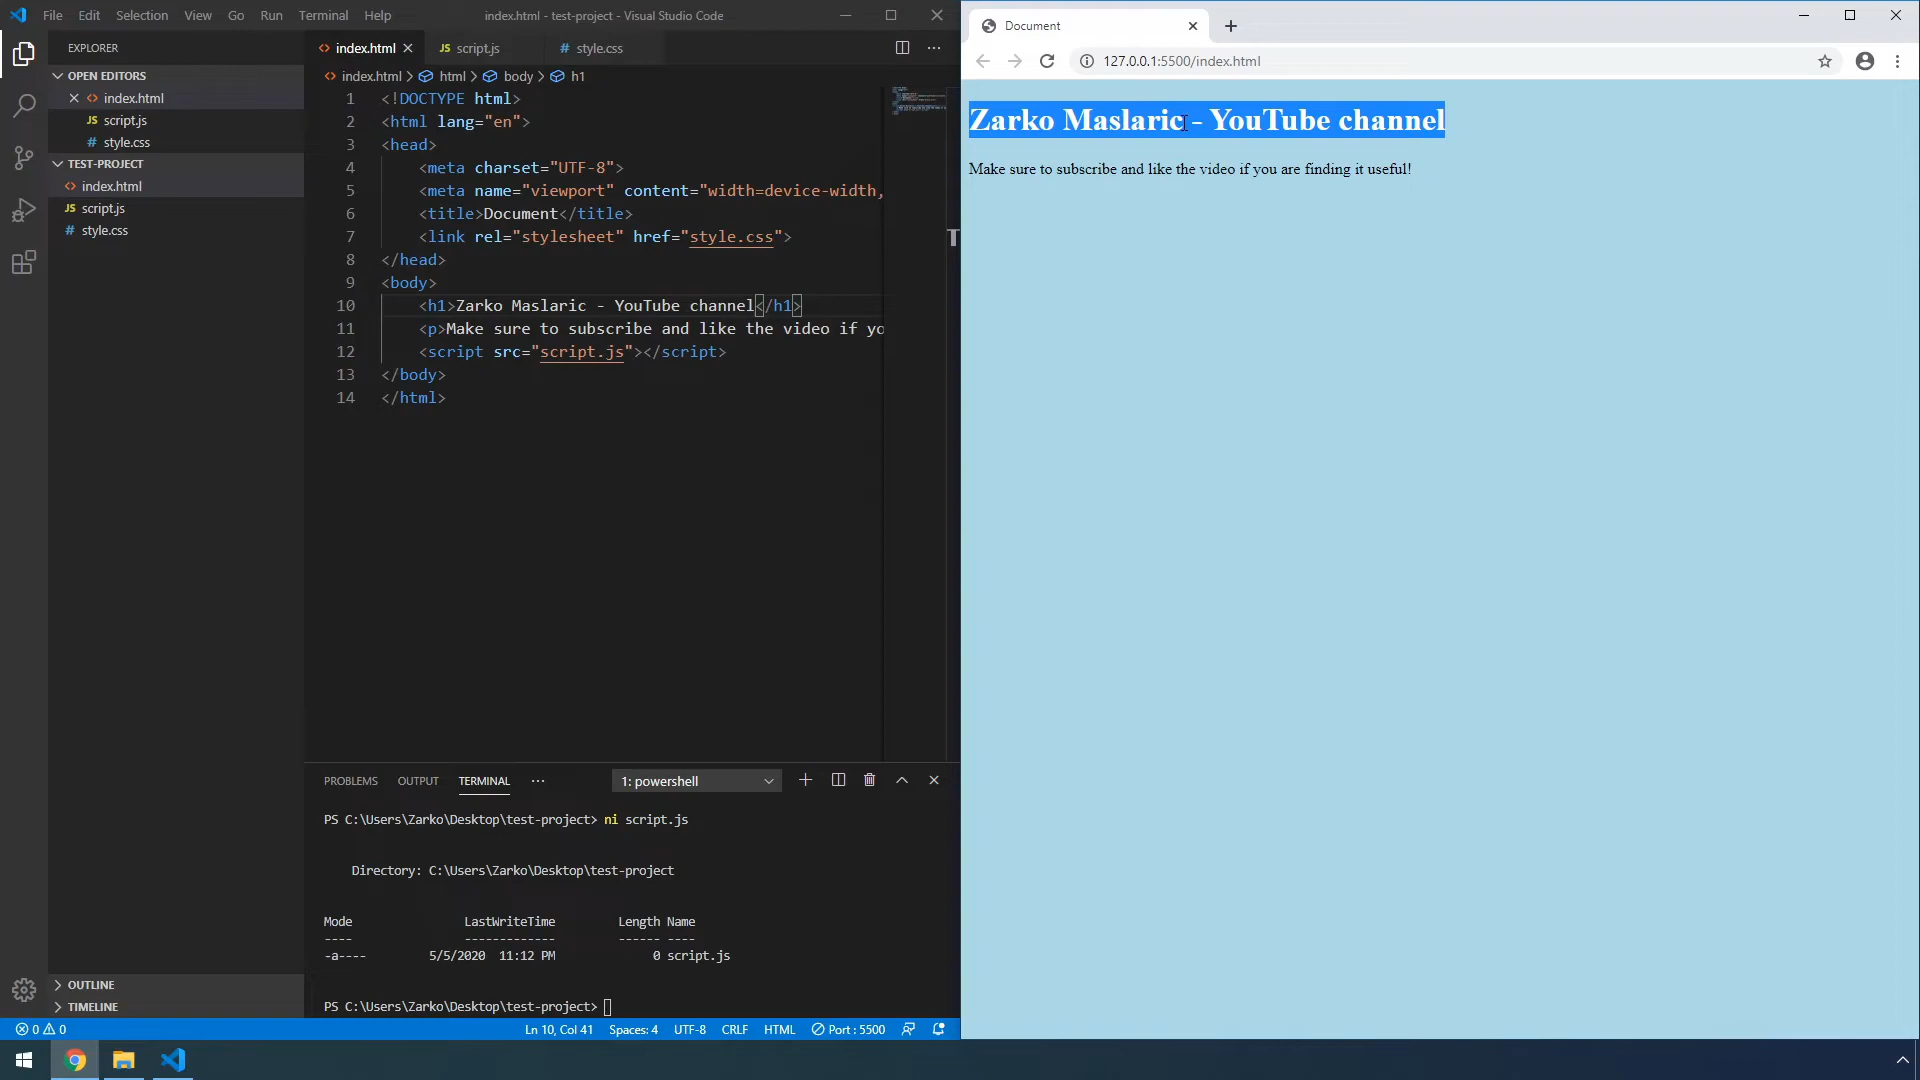 File Edit Selection View Go Run Terminal Help
index.html - test-project - Visual Studio Code
EXPLORER
OPEN EDITORS
index.html
JS script.js
# style.css
TEST-PROJECT
index.html
JS script.js
# style.css
OUTLINE
TIMELINE
index.html
JS script.js
# style.css
index.html > html > body > h1
1 <!DOCTYPE html>
2 <html lang="en">
3 <head>
4 <meta charset="UTF-8">
5 <meta name="viewport" content="width=device-width,
6 <title>Document</title>
7 <link rel="stylesheet" href="style.css">
8 </head>
9 <body>
10 <h1>Zarko Maslaric - YouTube channel</h1>
11 <p>Make sure to subscribe and like the video if yo
12 <script src="script.js"></script>
13 </body>
14 </html>
PROBLEMS OUTPUT TERMINAL ···
1: powershell
PS C:\Users\Zarko\Desktop\test-project> ni script.js
Directory: C:\Users\Zarko\Desktop\test-project
Mode LastWriteTime Length Name
---- ------------- ------ ----
-a---- 5/5/2020 11:12 PM 0 script.js
PS C:\Users\Zarko\Desktop\test-project>
0 0
Ln 10, Col 41 Spaces: 4 UTF-8 CRLF HTML Port : 5500
Document
127.0.0.1:5500/index.html
Zarko Maslaric - YouTube channel
Make sure to subscribe and like the video if you are finding it useful!